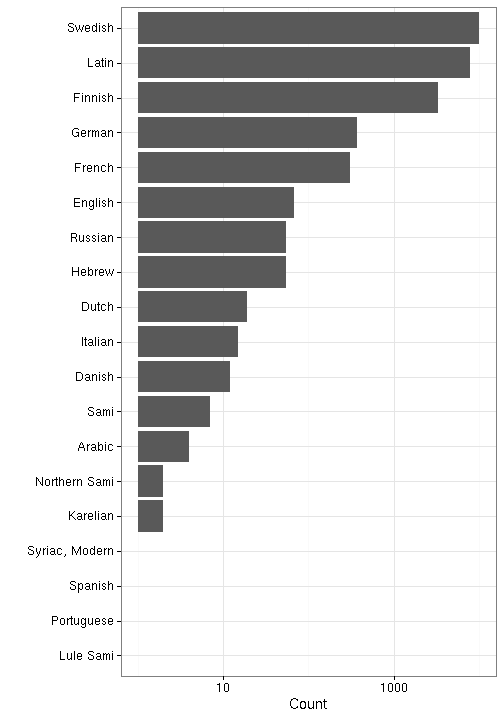 Swedish
Latin
Finnish
German
French
English
Russian
Hebrew
Dutch
Italian
Danish
Sami
Arabic
Northern Sami
Karelian
Syriac, Modern
Spanish
Portuguese
Lule Sami
10 1000
Count